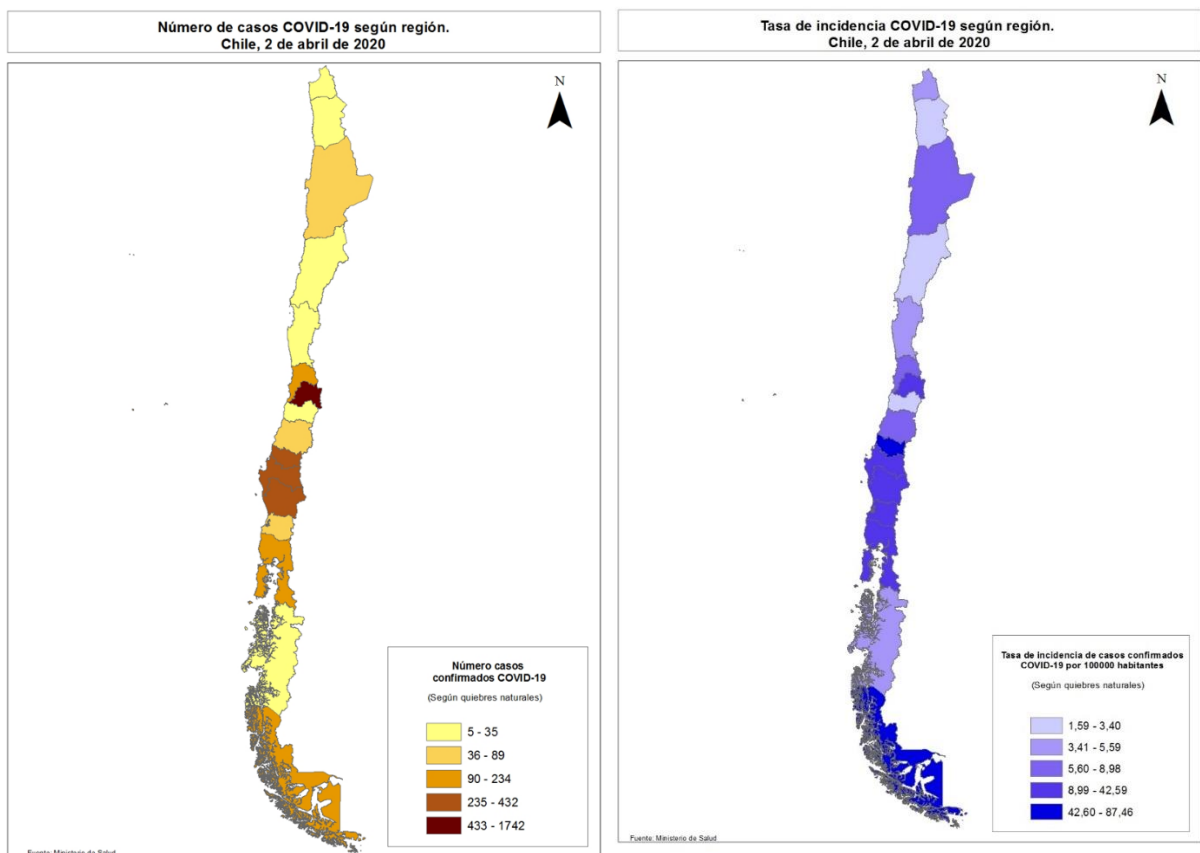 Número de casos COVID-19 según región.
Chile, 2 de abril de 2020
N
Número casos
confirmados COVID-19
(Según quiebres naturales)
5 - 35
36 - 89
90 - 234
235 - 432
433 - 1742
Fuente: Ministerio de Salud
Tasa de incidencia COVID-19 según región.
Chile, 2 de abril de 2020
N
Tasa de incidencia de casos confirmados
COVID-19 por 100000 habitantes
(Según quiebres naturales)
1,59 - 3,40
3,41 - 5,59
5,60 - 8,98
8,99 - 42,59
42,60 - 87,46
Fuente: Ministerio de Salud